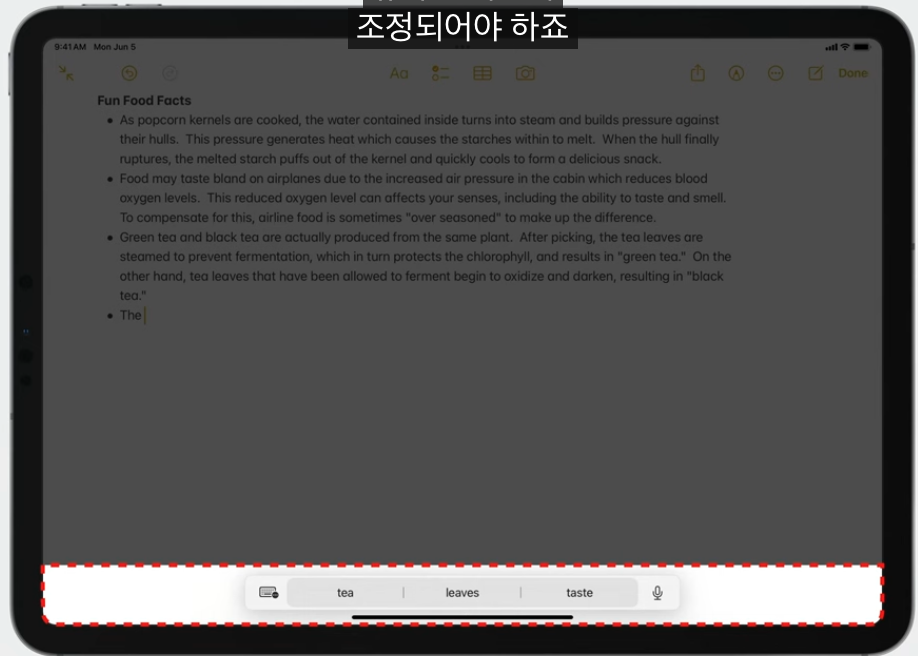 조정되어야 하죠
9:41 AM Mon Jun 5
Aa
Done
Fun Food Facts
• As popcorn kernels are cooked, the water contained inside turns into steam and builds pressure against
their hulls. This pressure generates heat which causes the starches within to melt. When the hull finally
ruptures, the melted starch puffs out of the kernel and quickly cools to form a delicious snack.
• Food may taste bland on airplanes due to the increased air pressure in the cabin which reduces blood
oxygen levels. This reduced oxygen level can affects your senses, including the ability to taste and smell.
To compensate for this, airline food is sometimes "over seasoned" to make up the difference.
• Green tea and black tea are actually produced from the same plant. After picking, the tea leaves are
steamed to prevent fermentation, which in turn protects the chlorophyll, and results in "green tea." On the
other hand, tea leaves that have been allowed to ferment begin to oxidize and darken, resulting in "black
tea."
• The
tea leaves taste